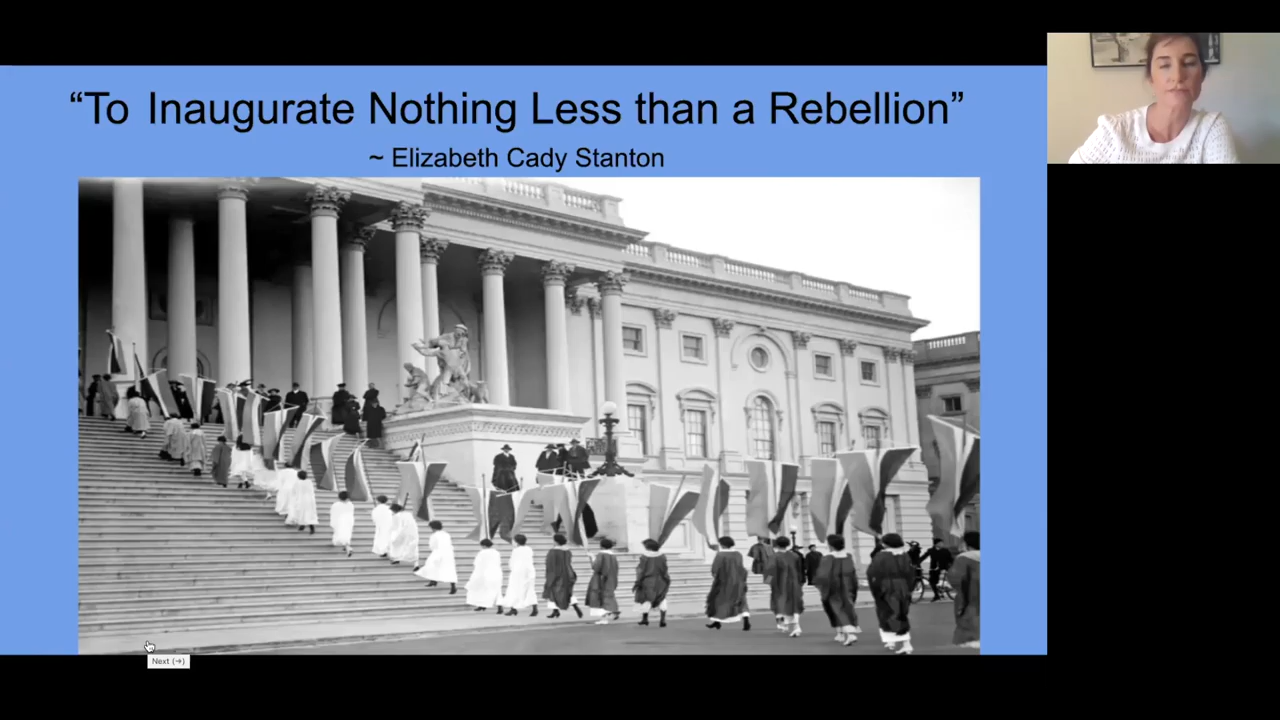 “To Inaugurate Nothing Less than a Rebellion”
~ Elizabeth Cady Stanton
Next (→)